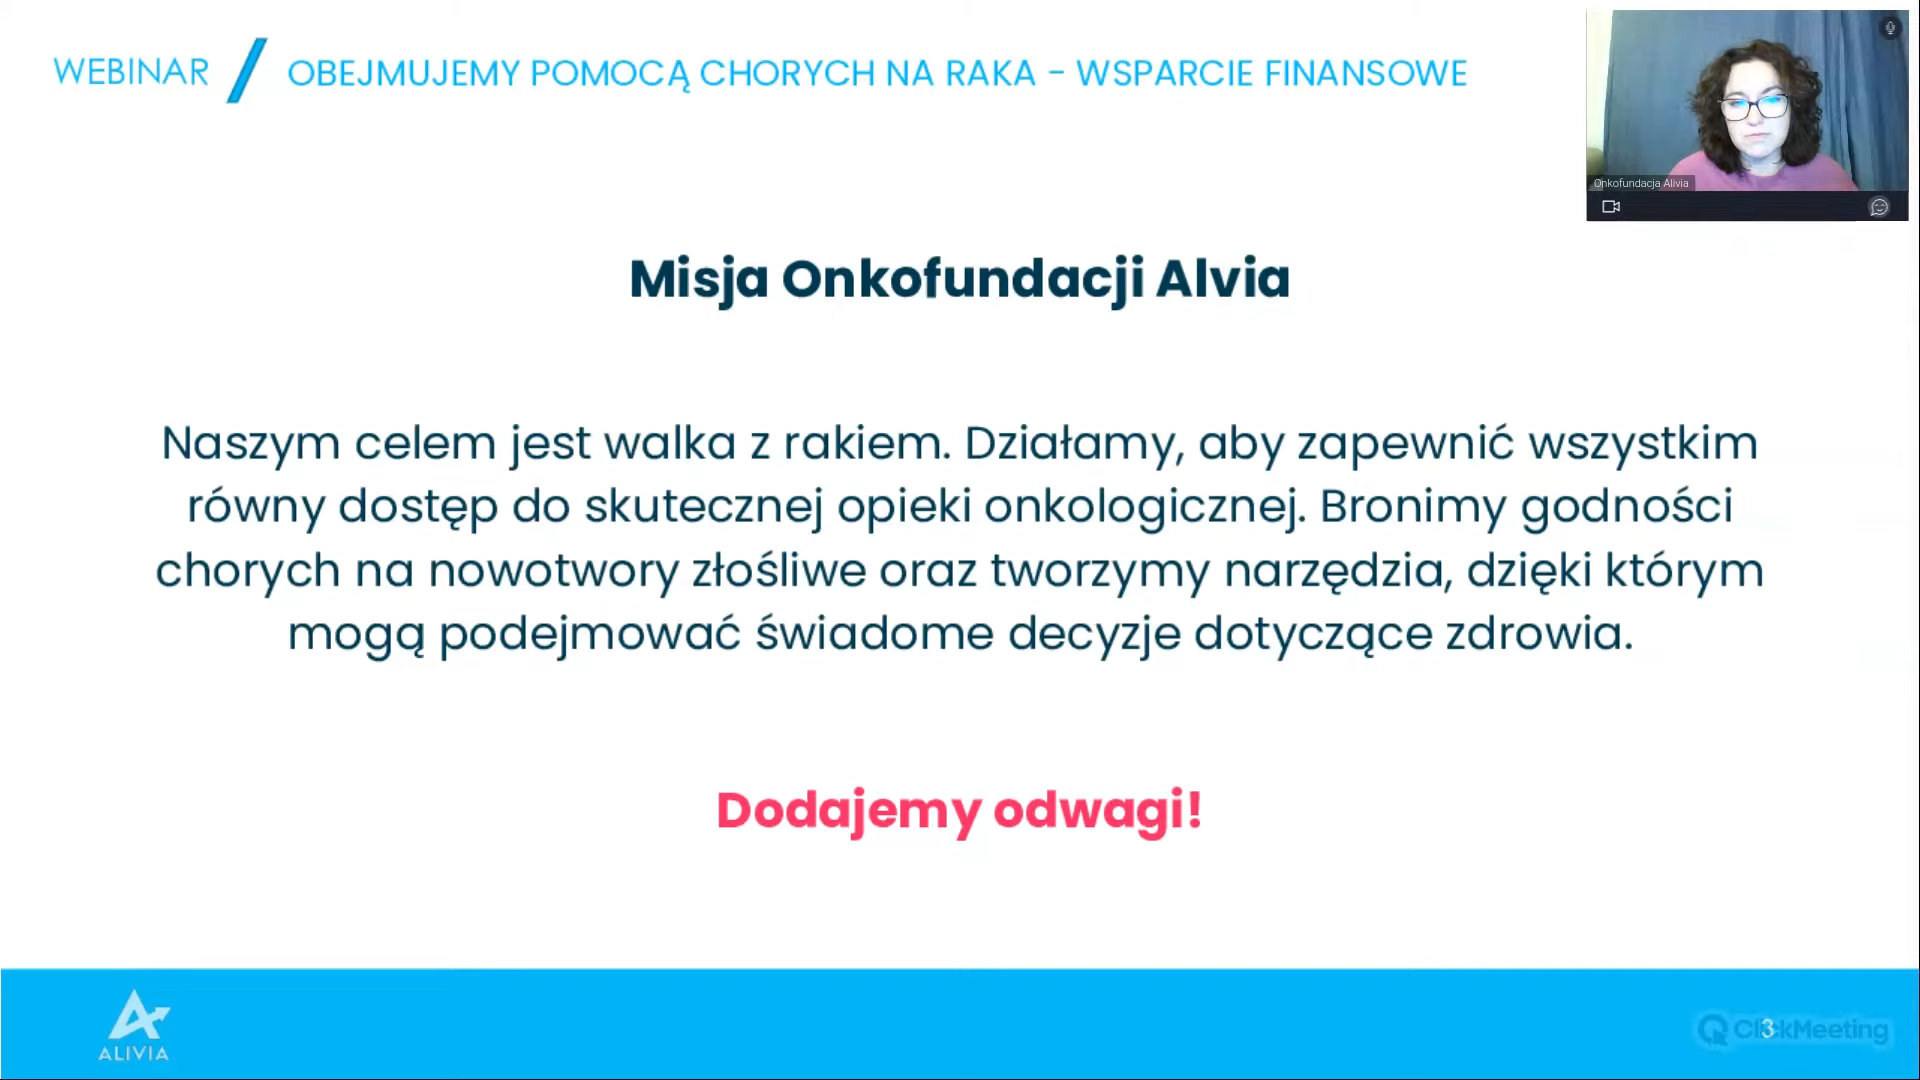 WEBINAR / OBEJMUJEMY POMOCĄ CHORYCH NA RAKA - WSPARCIE FINANSOWE
Onkofundacja Alivia
Misja Onkofundacji Alvia
Naszym celem jest walka z rakiem. Działamy, aby zapewnić wszystkim
równy dostęp do skutecznej opieki onkologicznej. Bronimy godności
chorych na nowotwory złośliwe oraz tworzymy narzędzia, dzięki którym
mogą podejmować świadome decyzje dotyczące zdrowia.
Dodajemy odwagi!
ALIVIA
ClickMeeting
3